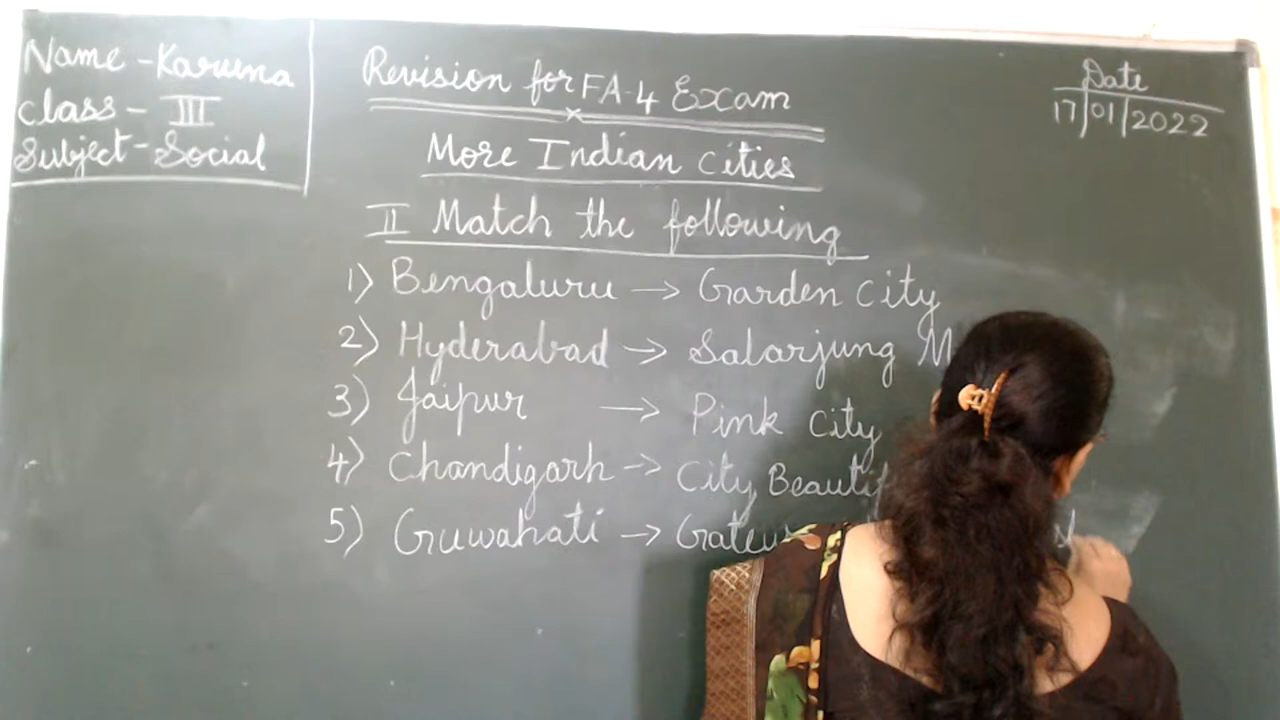 Name - Karuna
Class - III
Subject - Social
Revision for FA-4 Exam
More Indian Cities
Date
17/01/2022
II Match the following
1) Bengaluru → Garden City
2) Hyderabad → Salarjung M
3) Jaipur → Pink City
4) Chandigarh → City Beautif
5) Guwahati → Gatew